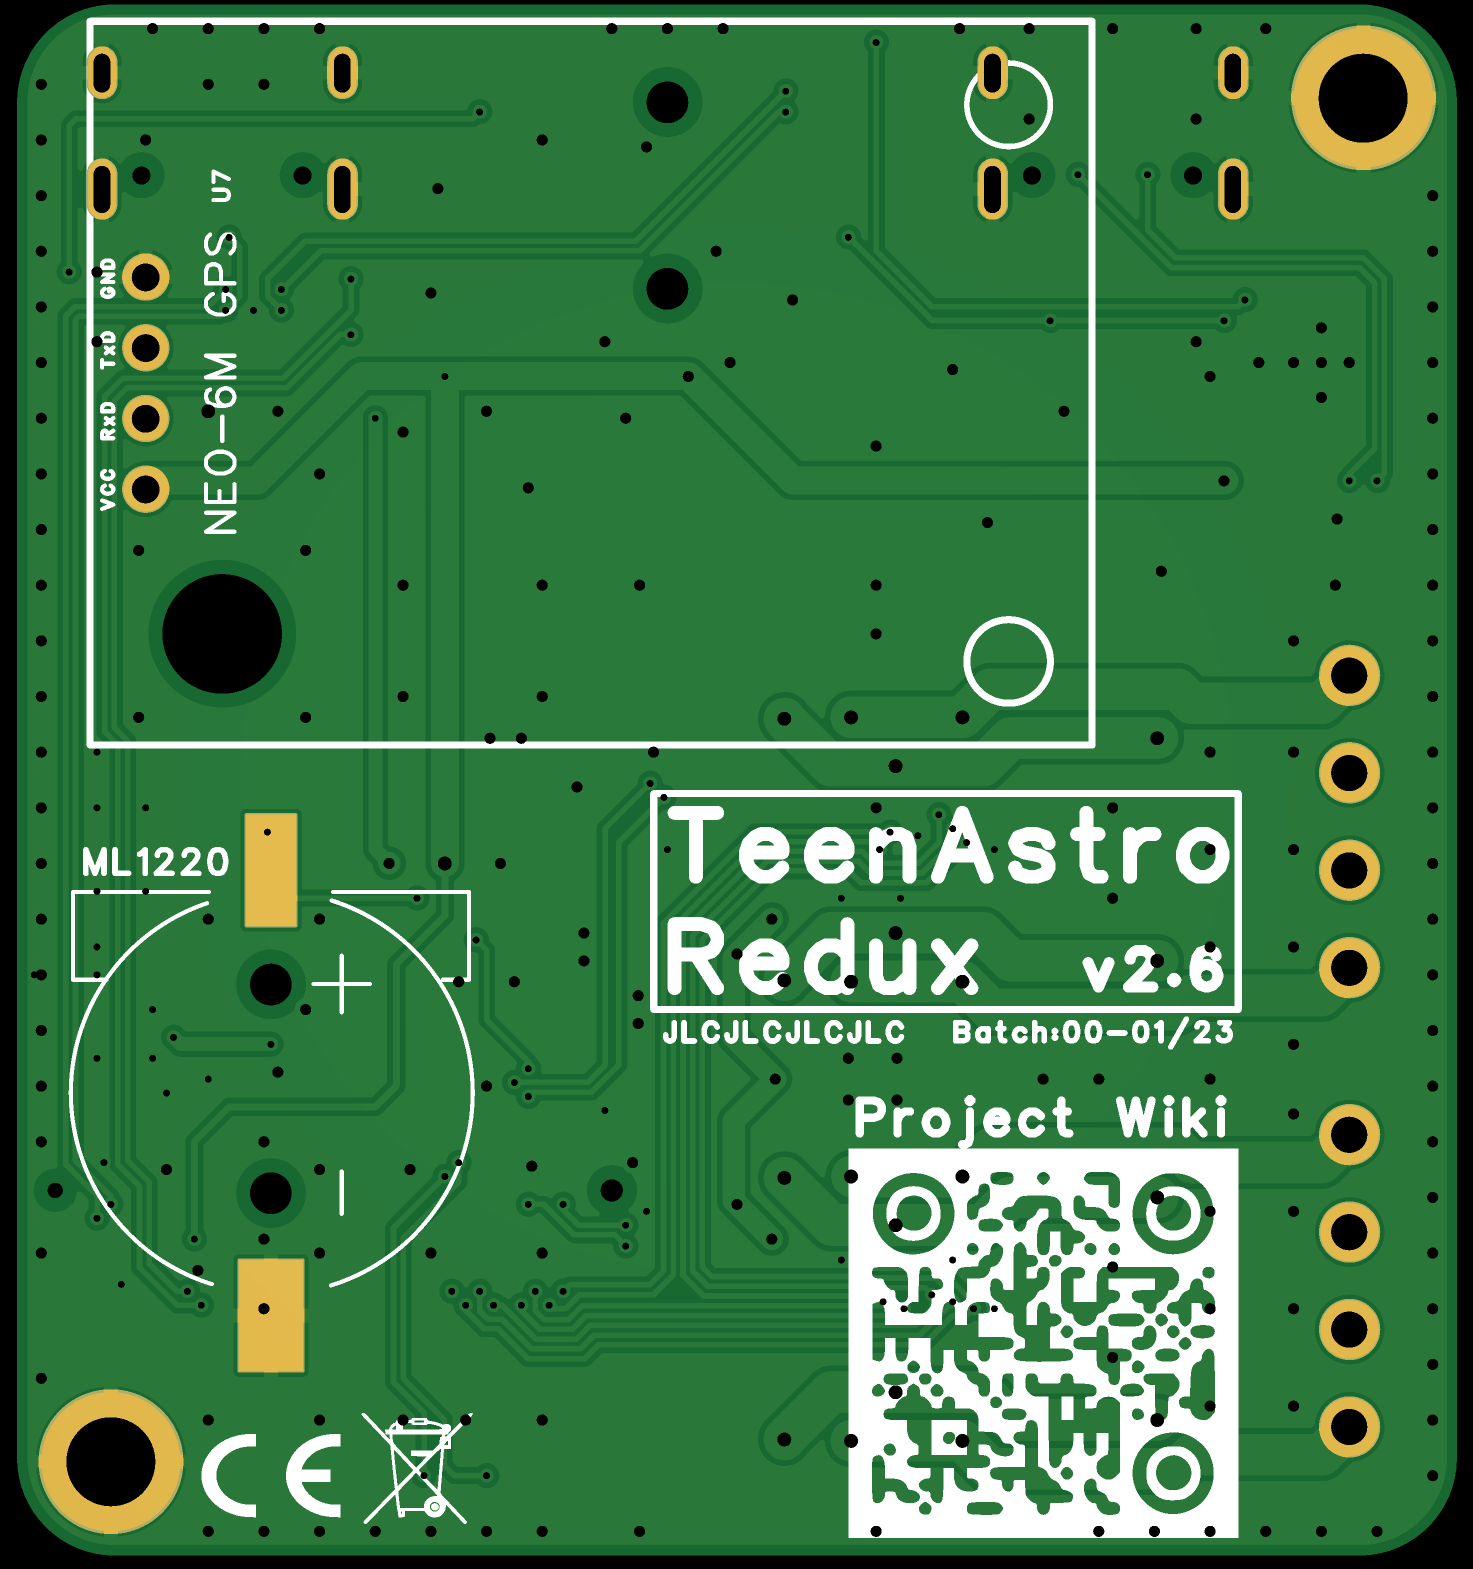 U7
NEO-6M GPS
GND
TxD
RxD
VCC
ML1220
+
-
TeenAstro
Redux v2.6
JLCJLCJLCJLC Batch:00-01/23
Project Wiki
CE